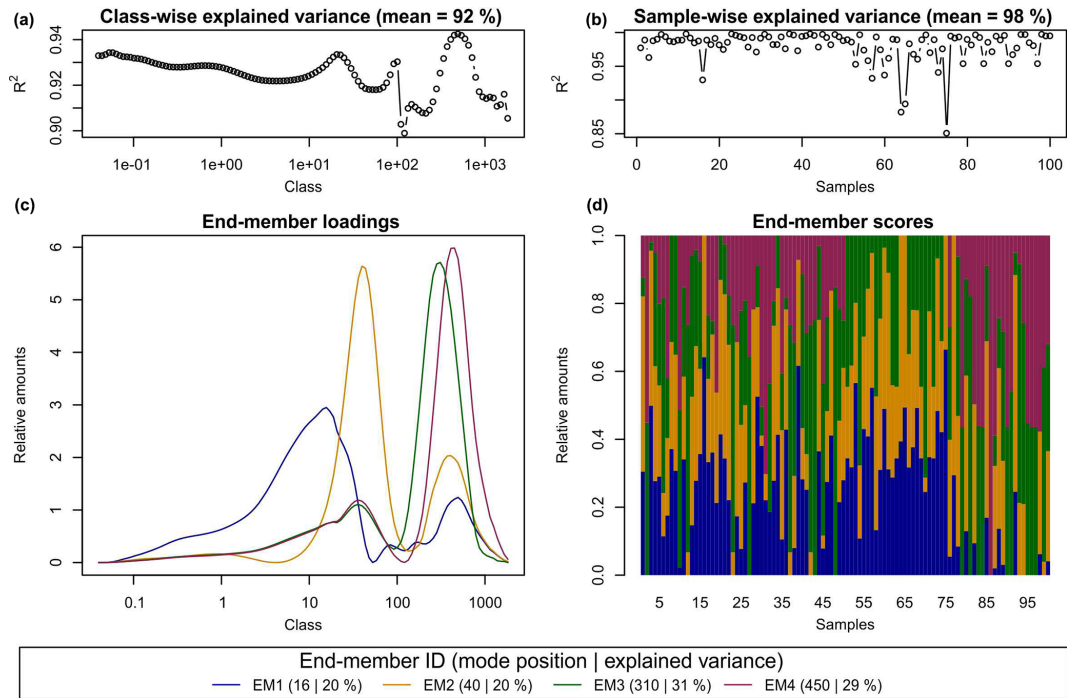 (a)
Class-wise explained variance (mean = 92 %)
R2
0.90 0.92 0.94
1e-01 1e+00 1e+01 1e+02 1e+03
Class
(b)
Sample-wise explained variance (mean = 98 %)
R2
0.85 0.95
0 20 40 60 80 100
Samples
(c)
End-member loadings
Relative amounts
6
5
4
3
2
1
0
0.1 1 10 100 1000
Class
(d)
End-member scores
Relative amounts
0.0 0.2 0.4 0.6 0.8 1.0
5 15 25 35 45 55 65 75 85 95
Samples
End-member ID (mode position | explained variance)
EM1 (16 | 20 %) EM2 (40 | 20 %) EM3 (310 | 31 %) EM4 (450 | 29 %)